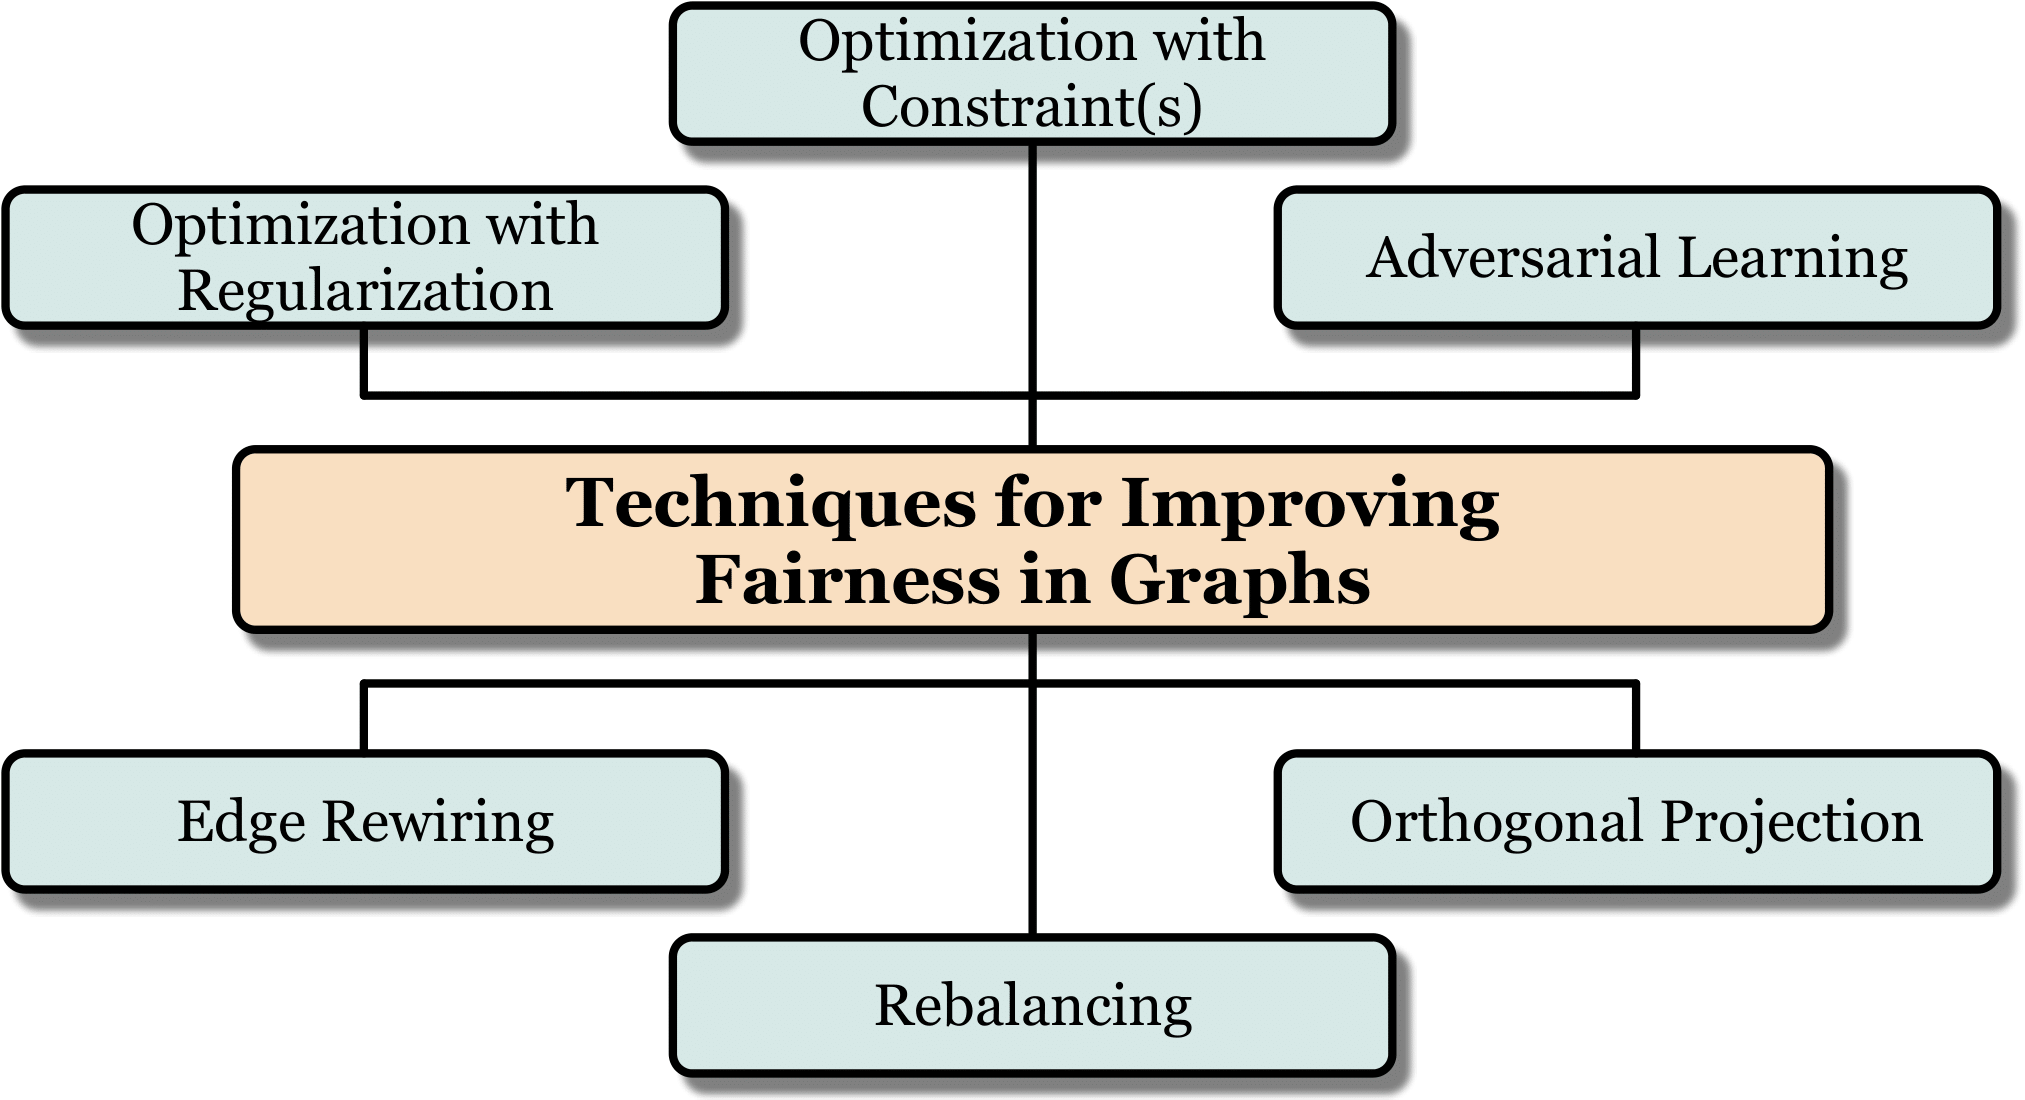 Optimization with
Constraint(s)
Optimization with
Regularization
Adversarial Learning
Techniques for Improving
Fairness in Graphs
Edge Rewiring
Orthogonal Projection
Rebalancing